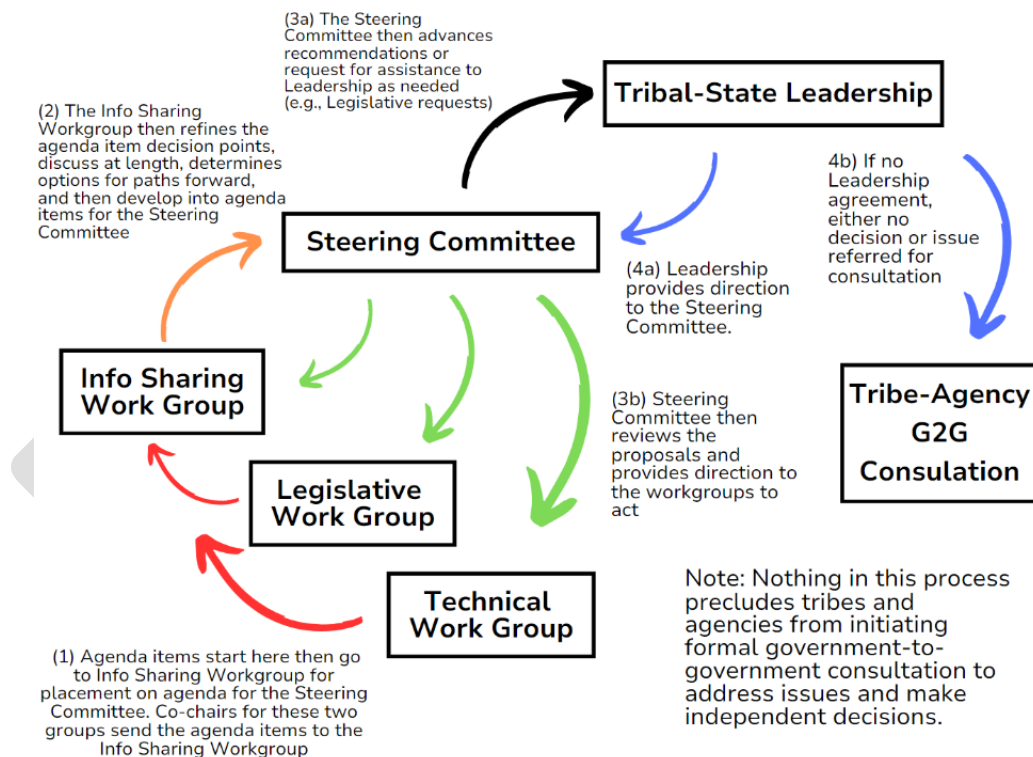 (3a) The Steering
Committee then advances
recommendations or
request for assistance to
Leadership as needed
(e.g., Legislative requests)
Tribal-State Leadership
(2) The Info Sharing
Workgroup then refines the
agenda item decision points,
discuss at length, determines
options for paths forward,
and then develop into agenda
items for the Steering
Committee
4b) If no
Leadership
agreement,
either no
decision or issue
referred for
consultation
Steering Committee
(4a) Leadership
provides direction
to the Steering
Committee.
Info Sharing
Work Group
Tribe-Agency
G2G
Consulation
(3b) Steering
Committee then
reviews the
proposals and
provides direction to
the workgroups to
act
Legislative
Work Group
Technical
Work Group
Note: Nothing in this process
precludes tribes and
agencies from initiating
formal government-to-
government consultation to
address issues and make
independent decisions.
(1) Agenda items start here then go
to Info Sharing Workgroup for
placement on agenda for the Steering
Committee. Co-chairs for these two
groups send the agenda items to the
Info Sharing Workgroup